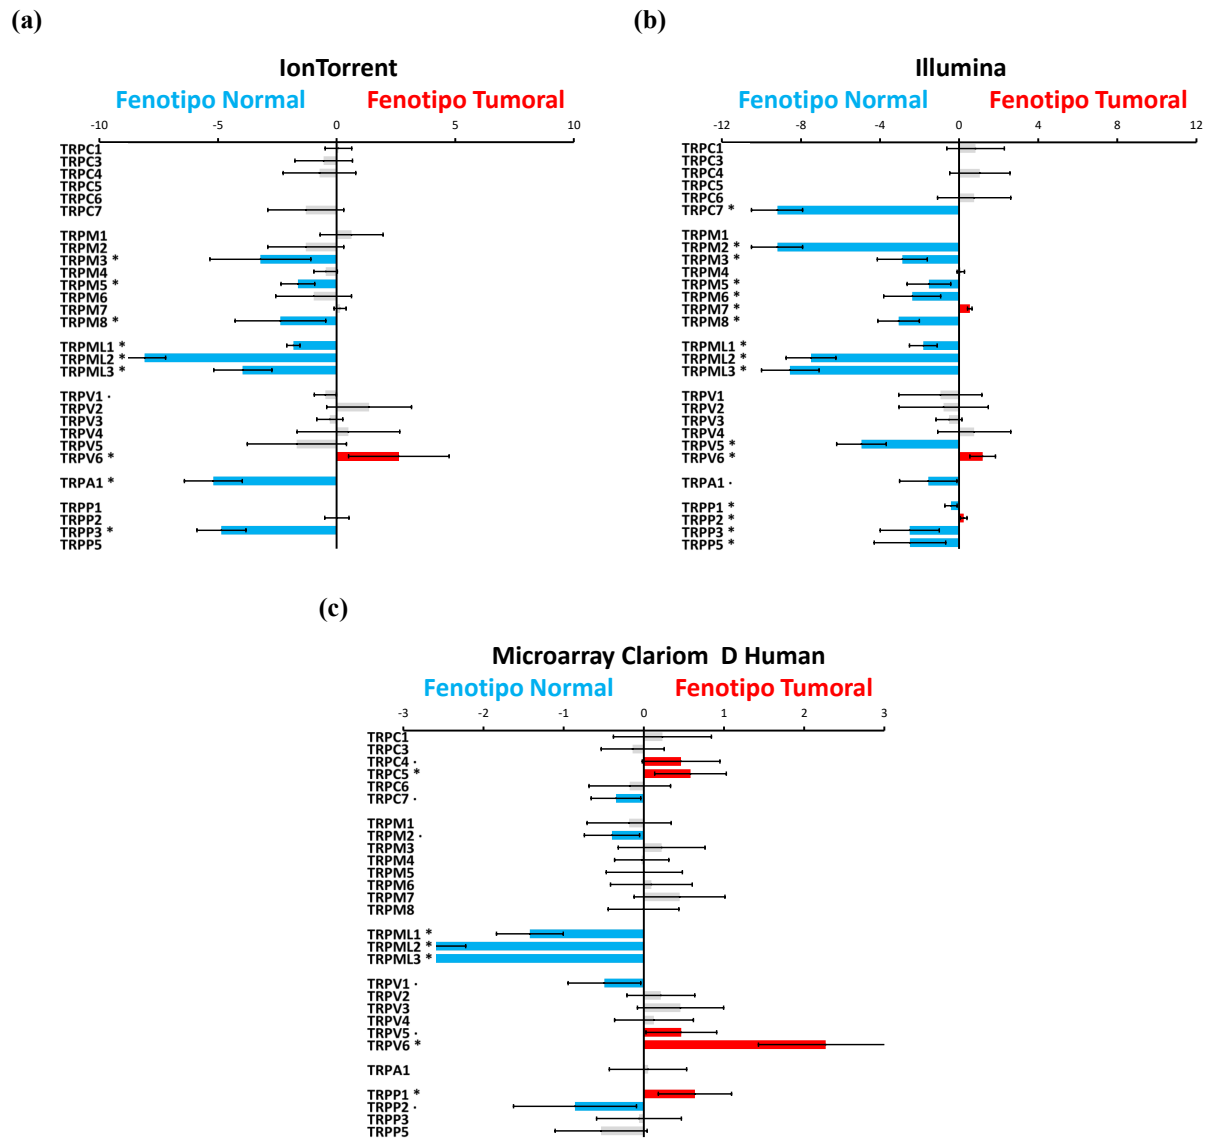 (a)
IonTorrent
Fenotipo Normal Fenotipo Tumoral
-10 -5 0 5 10
TRPC1
TRPC3
TRPC4
TRPC5
TRPC6
TRPC7
TRPM1
TRPM2
TRPM3 *
TRPM4
TRPM5 *
TRPM6
TRPM7
TRPM8 *
TRPML1 *
TRPML2 *
TRPML3 *
TRPV1 ·
TRPV2
TRPV3
TRPV4
TRPV5
TRPV6 *
TRPA1 *
TRPP1
TRPP2
TRPP3 *
TRPP5
(b)
Illumina
Fenotipo Normal Fenotipo Tumoral
-12 -8 -4 0 4 8 12
TRPC1
TRPC3
TRPC4
TRPC5
TRPC6
TRPC7 *
TRPM1
TRPM2 *
TRPM3 *
TRPM4
TRPM5 *
TRPM6 *
TRPM7 *
TRPM8 *
TRPML1 *
TRPML2 *
TRPML3 *
TRPV1
TRPV2
TRPV3
TRPV4
TRPV5 *
TRPV6 *
TRPA1 ·
TRPP1 *
TRPP2 *
TRPP3 *
TRPP5 *
(c)
Microarray Clariom D Human
Fenotipo Normal Fenotipo Tumoral
-3 -2 -1 0 1 2 3
TRPC1
TRPC3
TRPC4 ·
TRPC5 *
TRPC6
TRPC7 ·
TRPM1
TRPM2 ·
TRPM3
TRPM4
TRPM5
TRPM6
TRPM7
TRPM8
TRPML1 *
TRPML2 *
TRPML3 *
TRPV1 ·
TRPV2
TRPV3
TRPV4
TRPV5 ·
TRPV6 *
TRPA1
TRPP1 *
TRPP2 ·
TRPP3
TRPP5